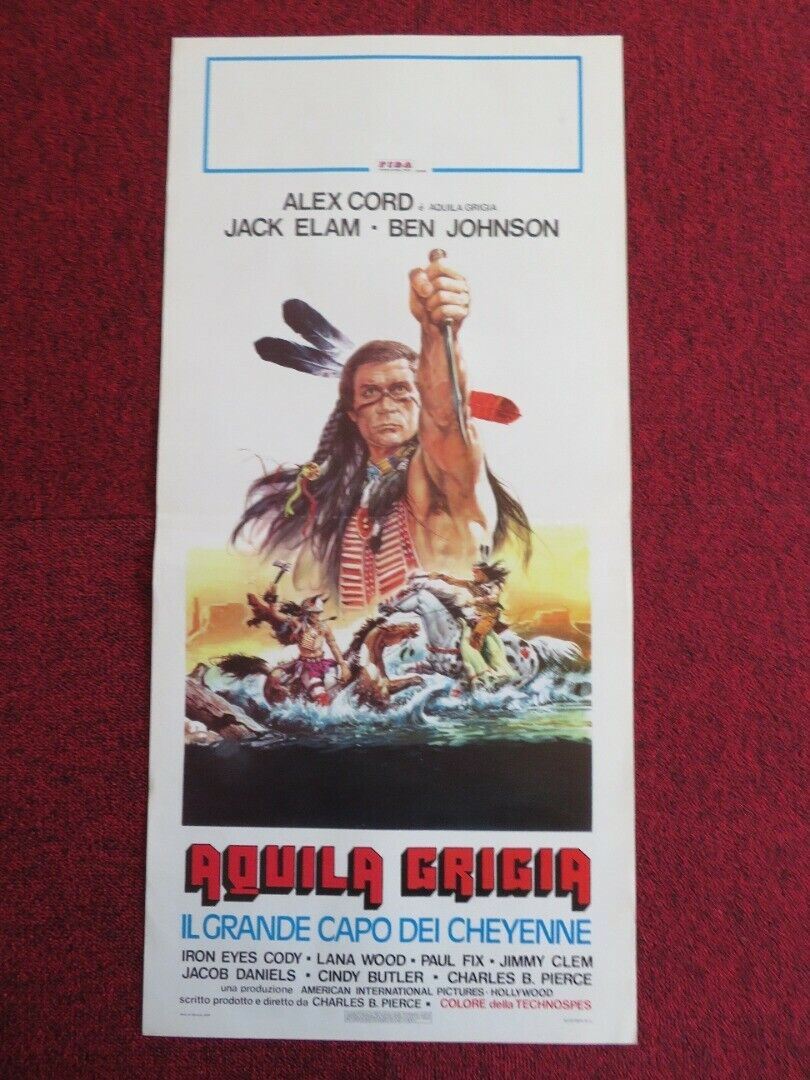 FIDA
ALEX CORD è AQUILA GRIGIA
JACK ELAM · BEN JOHNSON
AQUILA GRIGIA
IL GRANDE CAPO DEI CHEYENNE
IRON EYES CODY · LANA WOOD · PAUL FIX · JIMMY CLEM
JACOB DANIELS · CINDY BUTLER · CHARLES B. PIERCE
una produzione AMERICAN INTERNATIONAL PICTURES · HOLLYWOOD
scritto prodotto e diretto da CHARLES B. PIERCE · COLORE della TECHNOSPES